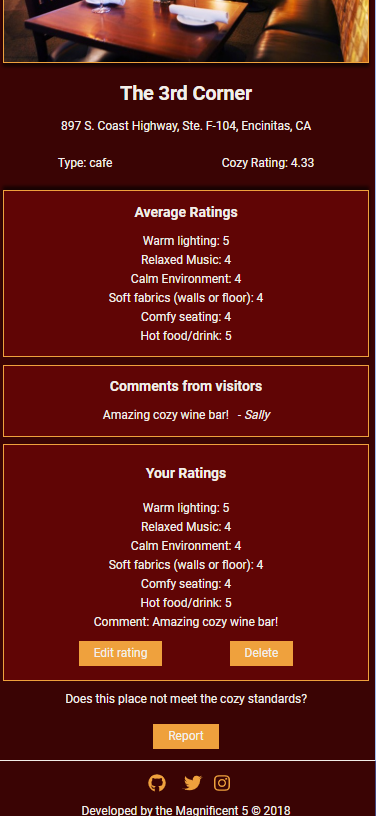 The 3rd Corner
897 S. Coast Highway, Ste. F-104, Encinitas, CA
Type: cafe Cozy Rating: 4.33
Average Ratings
Warm lighting: 5
Relaxed Music: 4
Calm Environment: 4
Soft fabrics (walls or floor): 4
Comfy seating: 4
Hot food/drink: 5
Comments from visitors
Amazing cozy wine bar! - Sally
Your Ratings
Warm lighting: 5
Relaxed Music: 4
Calm Environment: 4
Soft fabrics (walls or floor): 4
Comfy seating: 4
Hot food/drink: 5
Comment: Amazing cozy wine bar!
Edit rating Delete
Does this place not meet the cozy standards?
Report
Developed by the Magnificent 5 © 2018